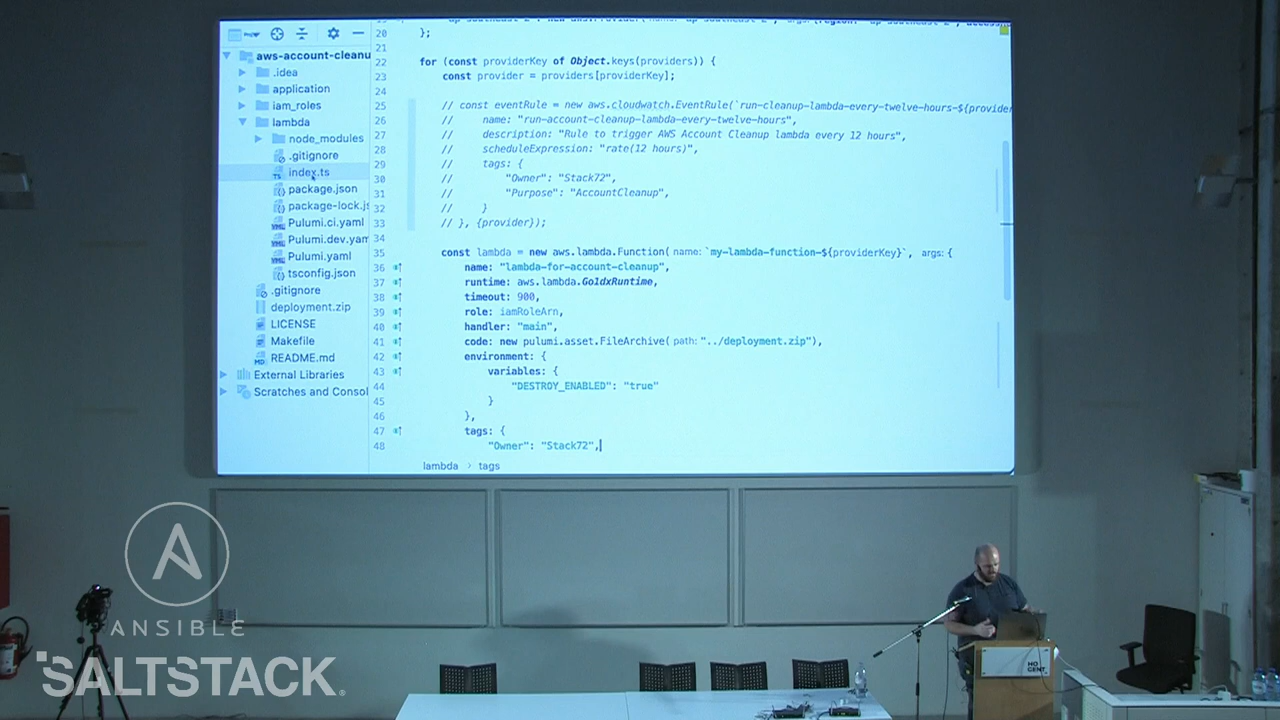 aws-account-cleanu
.idea
application
iam_roles
lambda
node_modules
.gitignore
index.ts
package.json
package-lock.js
Pulumi.ci.yaml
Pulumi.dev.yam
Pulumi.yaml
tsconfig.json
.gitignore
deployment.zip
LICENSE
Makefile
README.md
External Libraries
Scratches and Consol
20 };
21
22 for (const providerKey of Object.keys(providers)) {
23 const provider = providers[providerKey];
24
25 // const eventRule = new aws.cloudwatch.EventRule(`run-cleanup-lambda-every-twelve-hours-${provider
26 // name: "run-account-cleanup-lambda-every-twelve-hours",
27 // description: "Rule to trigger AWS Account Cleanup lambda every 12 hours",
28 // scheduleExpression: "rate(12 hours)",
29 // tags: {
30 // "Owner": "Stack72",
31 // "Purpose": "AccountCleanup",
32 // }
33 // }, {provider});
34
35 const lambda = new aws.lambda.Function( name: `my-lambda-function-${providerKey}`, args: {
36 name: "lambda-for-account-cleanup",
37 runtime: aws.lambda.Go1dxRuntime,
38 timeout: 900,
39 role: iamRoleArn,
40 handler: "main",
41 code: new pulumi.asset.FileArchive( path: "../deployment.zip"),
42 environment: {
43 variables: {
44 "DESTROY_ENABLED": "true"
45 }
46 },
47 tags: {
48 "Owner": "Stack72",
lambda > tags
A
ANSIBLE
SALTSTACK
HO
GENT